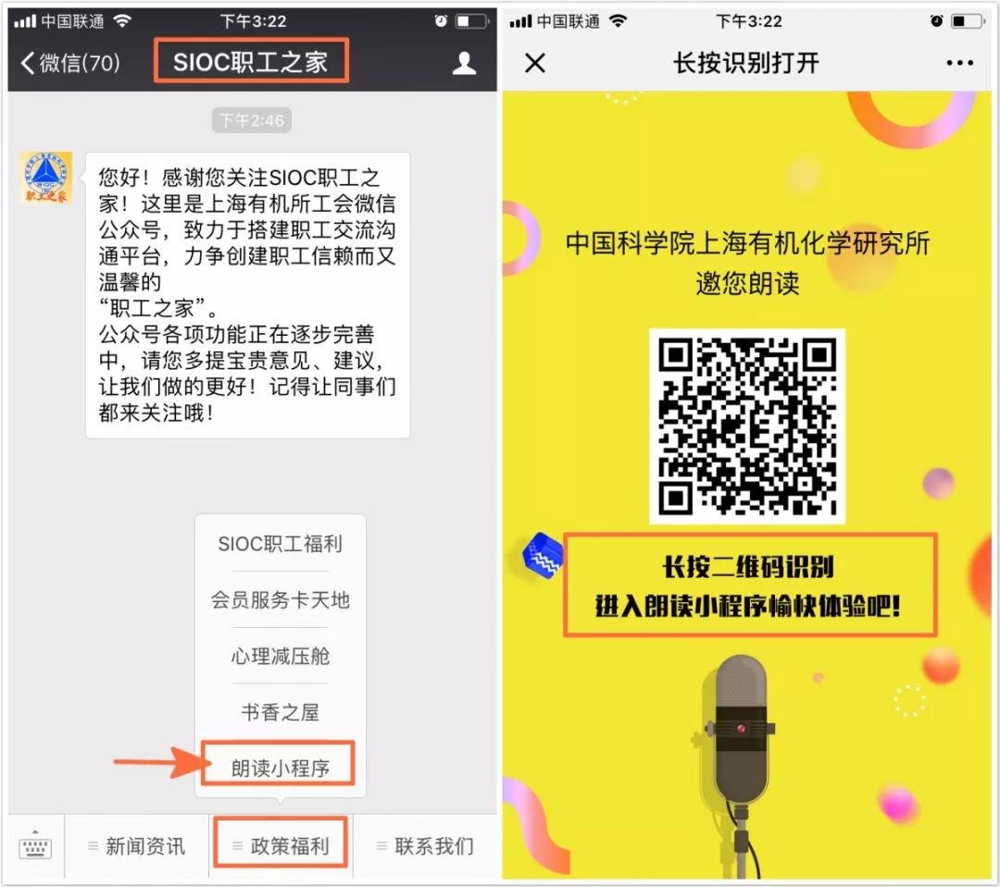 中国联通
下午3:22
微信(70)
SIOC职工之家
下午2:46
职工之家
您好！感谢您关注SIOC职工之
家！这里是上海有机所工会微信
公众号，致力于搭建职工交流沟
通平台，力争创建职工信赖而又
温馨的
“职工之家”。
公众号各项功能正在逐步完善
中，请您多提宝贵意见、建议，
让我们做的更好！记得让同事们
都来关注哦！
SIOC职工福利
会员服务卡天地
心理减压舱
书香之屋
朗读小程序
新闻资讯
政策福利
联系我们
中国联通
下午3:22
长按识别打开
中国科学院上海有机化学研究所
邀您朗读
长按二维码识别
进入朗读小程序愉快体验吧!